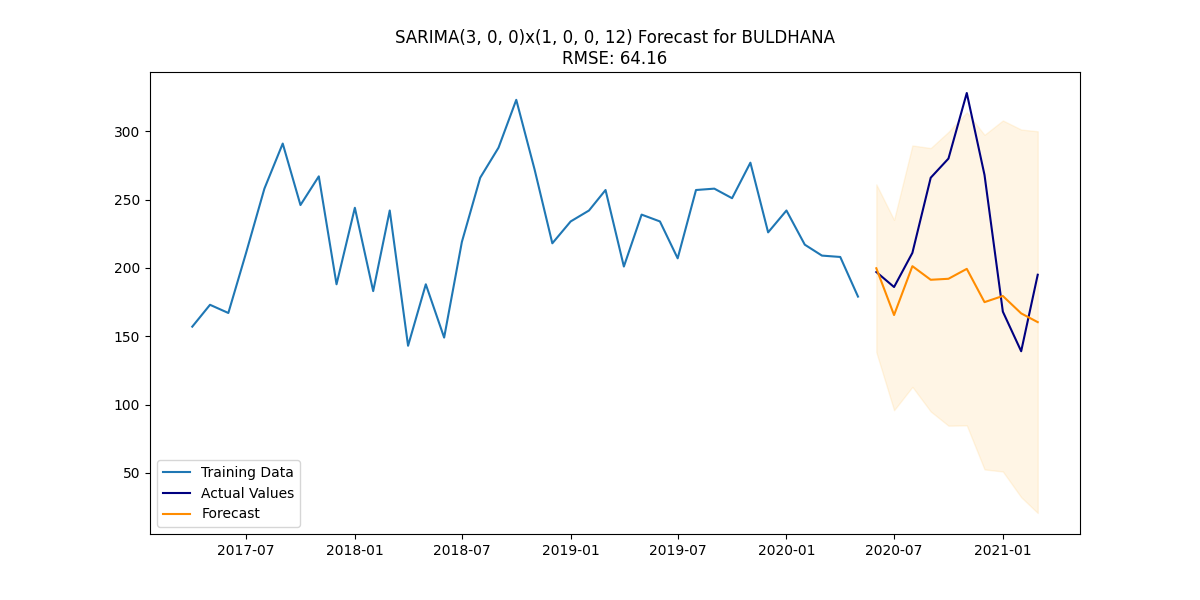 SARIMA(3, 0, 0)x(1, 0, 0, 12) Forecast for BULDHANA
RMSE: 64.16
300
250
200
150
100
50
Training Data
Actual Values
Forecast
2017-07 2018-01 2018-07 2019-01 2019-07 2020-01 2020-07 2021-01